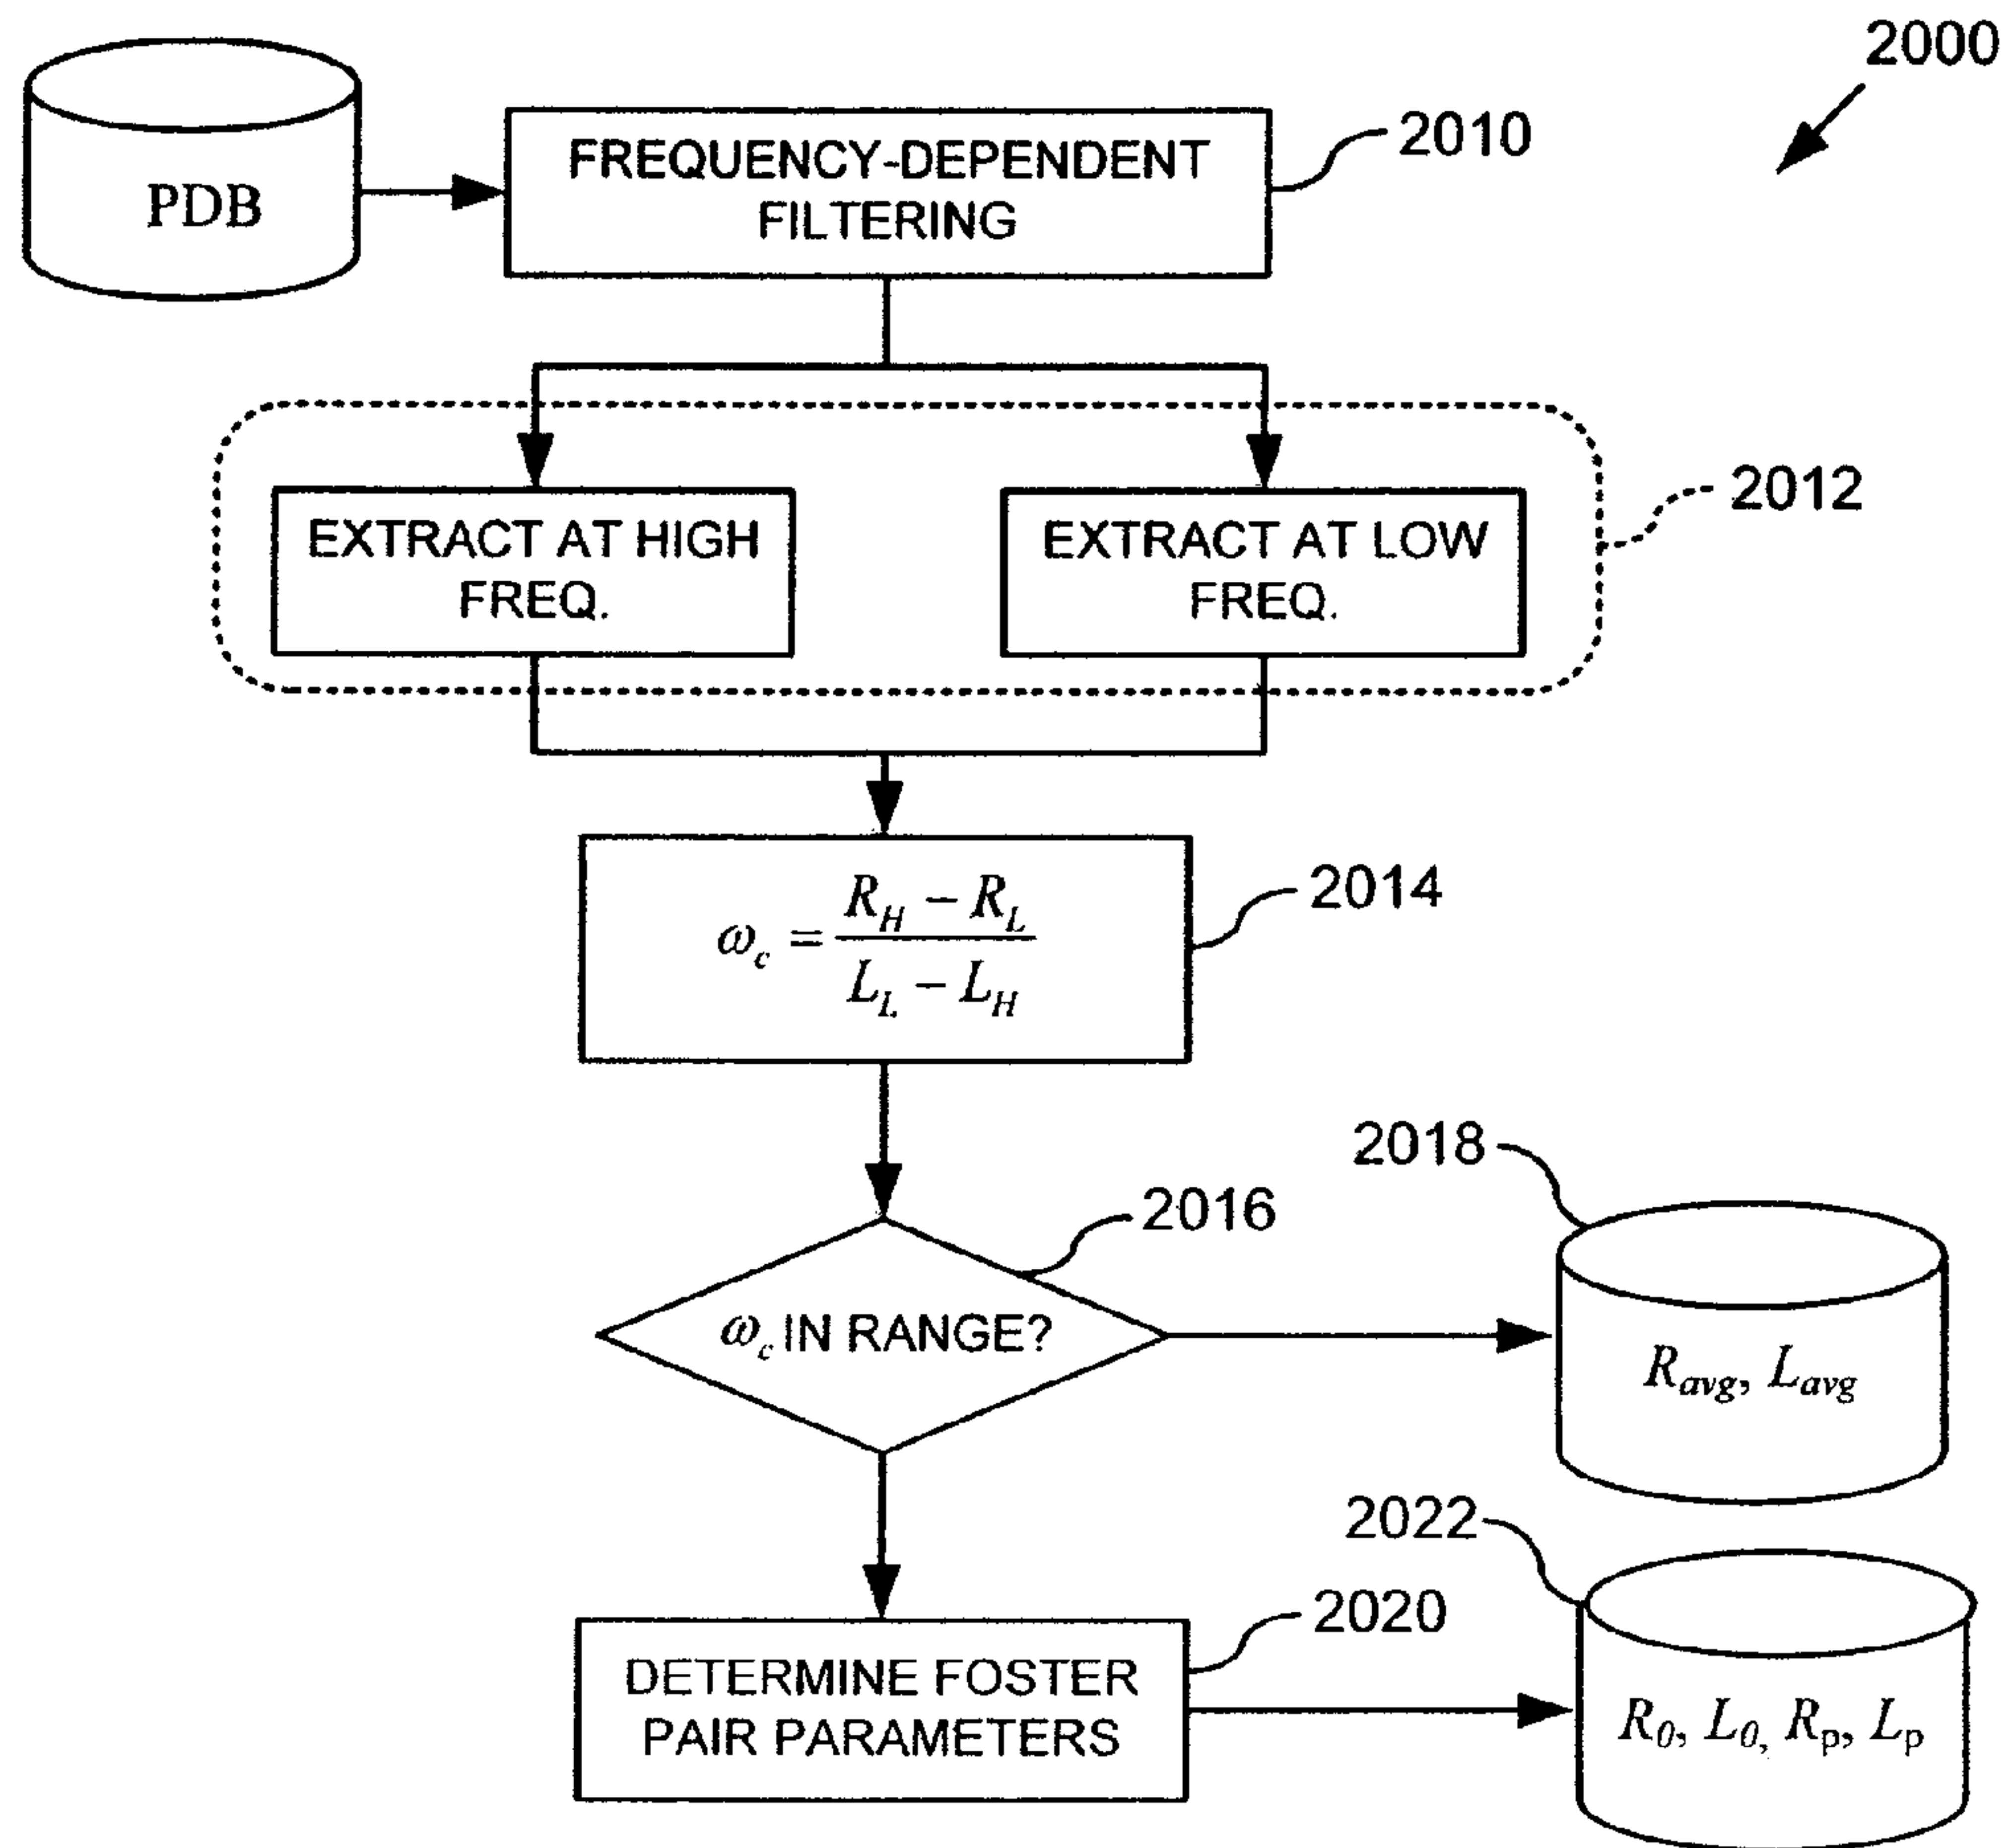 2000
PDB
FREQUENCY-DEPENDENT
FILTERING
2010
EXTRACT AT HIGH
FREQ.
EXTRACT AT LOW
FREQ.
2012
ω_c = (R_H − R_L) / (L_L − L_H)
2014
2018
2016
ω_c IN RANGE?
R_avg, L_avg
2022
2020
DETERMINE FOSTER
PAIR PARAMETERS
R_0, L_0, R_p, L_p